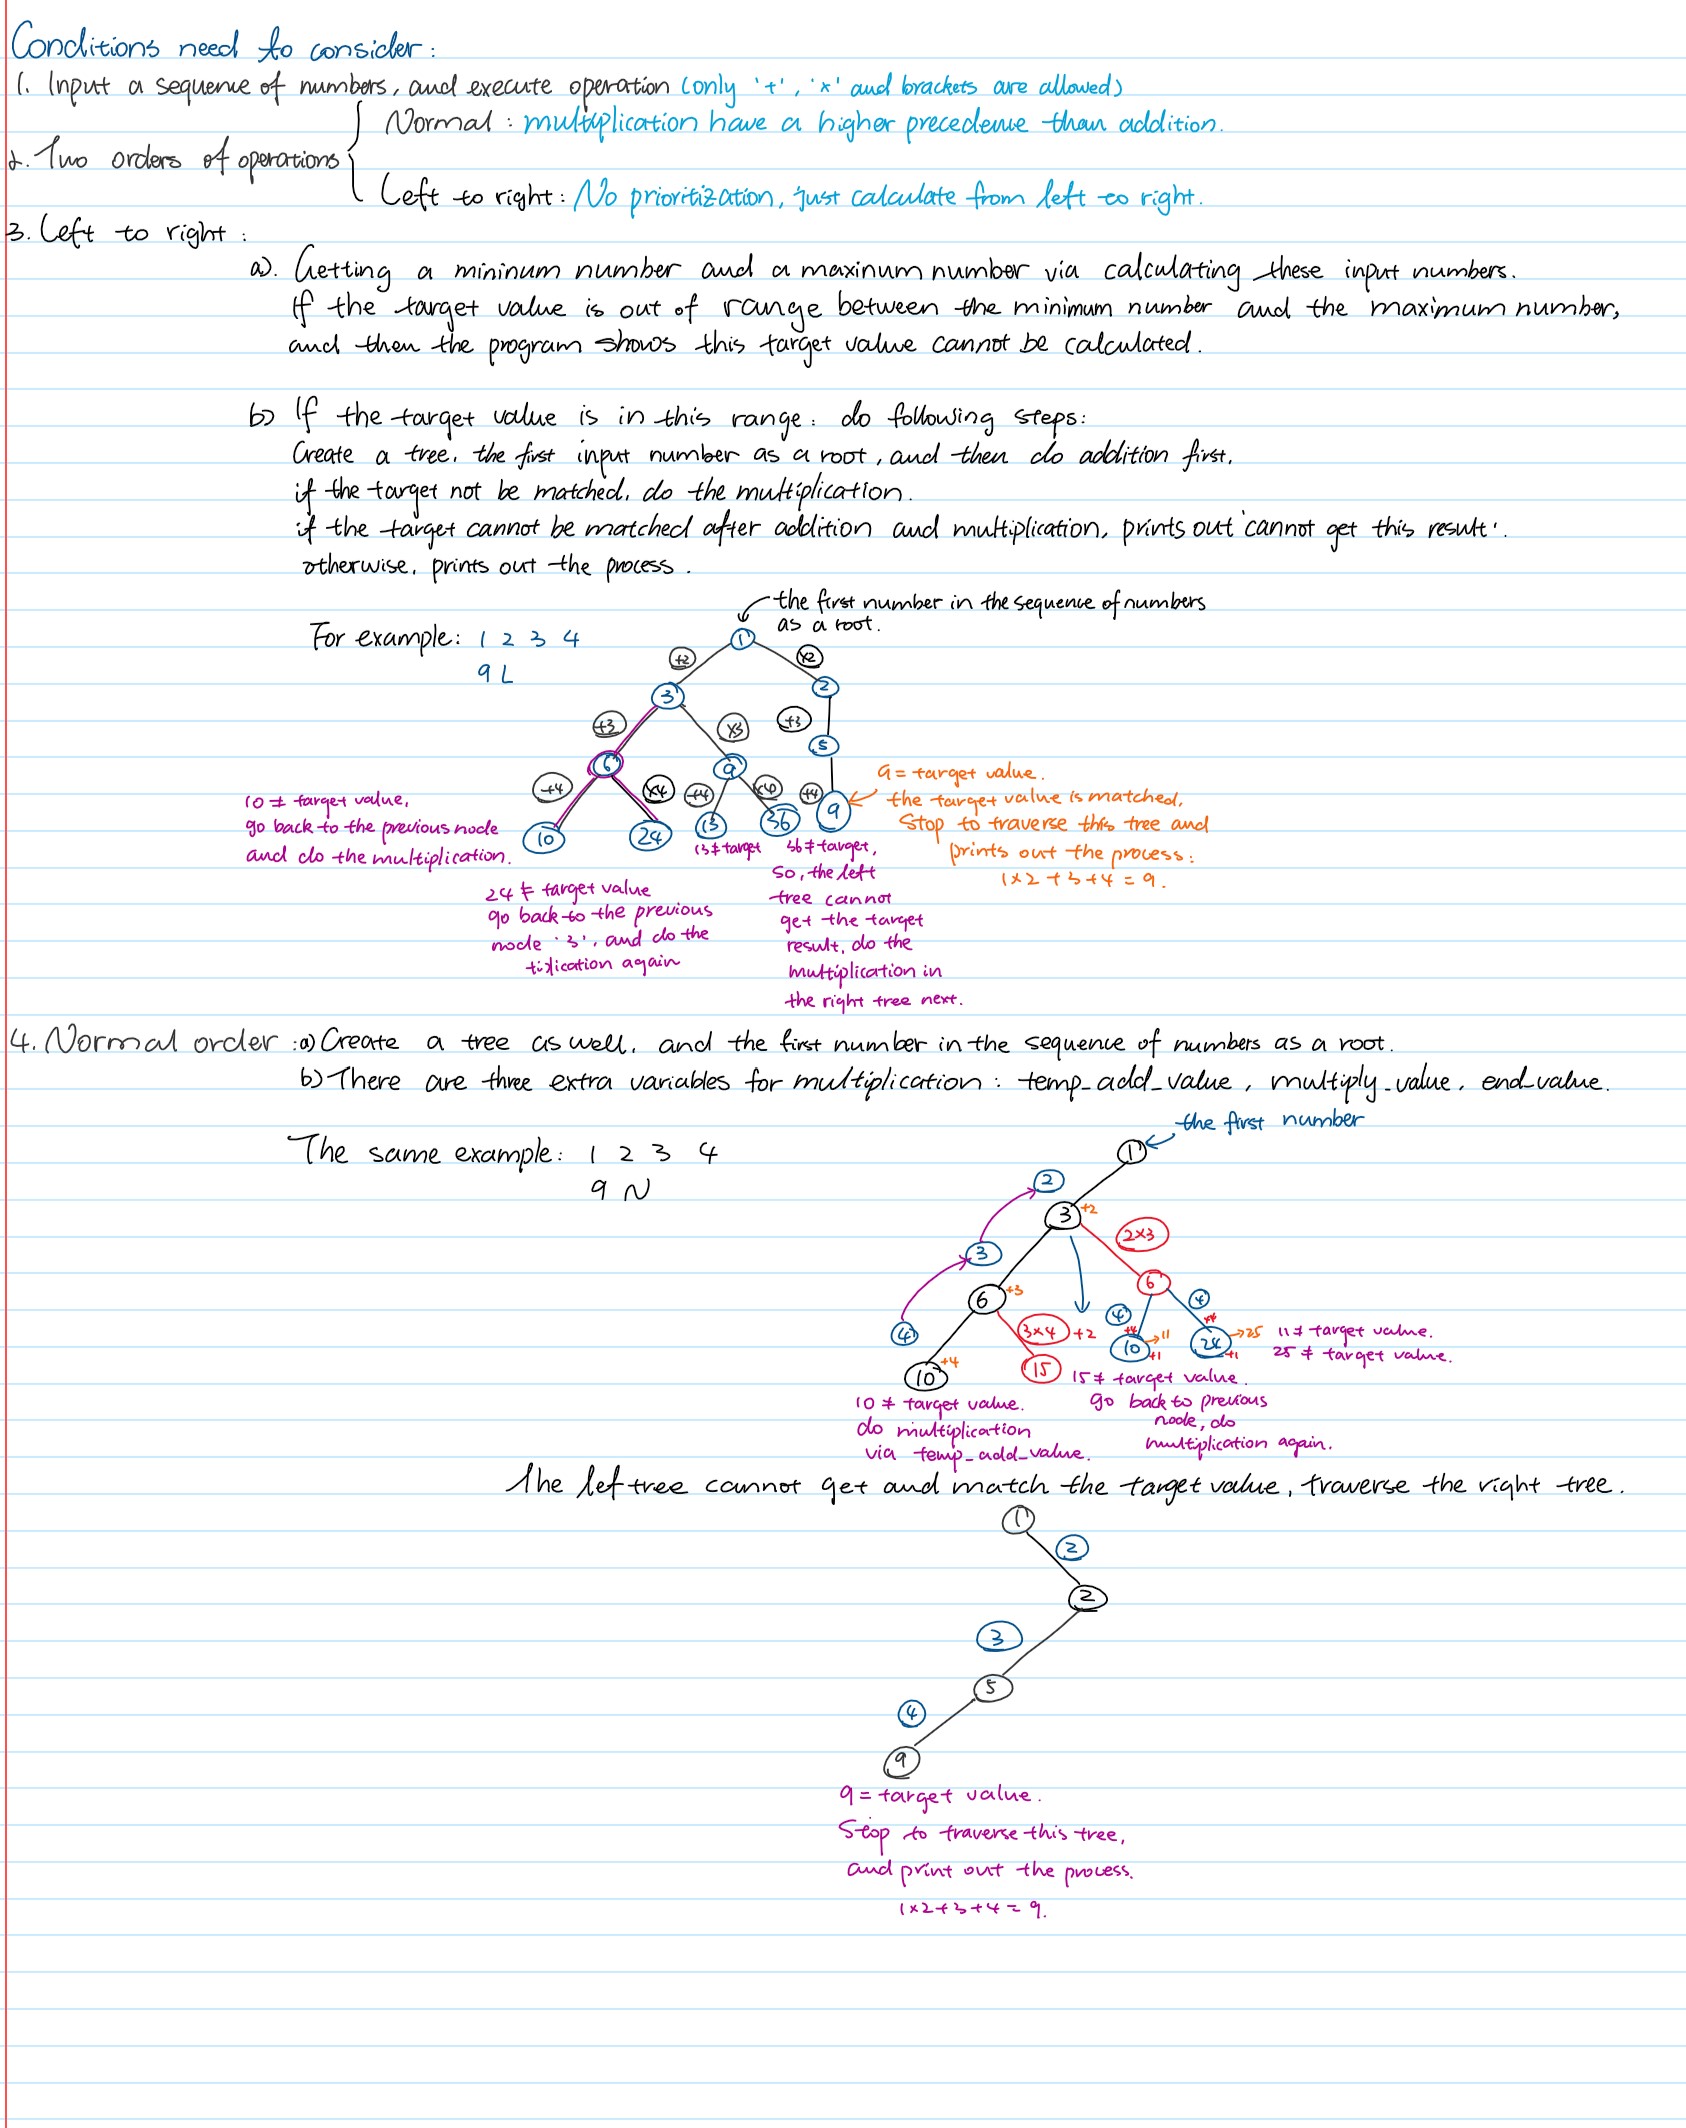 Conditions need to consider:
1. Input a sequence of numbers, and execute operation (only '+', '×' and brackets are allowed)
2. Two orders of operations
Normal: multiplication have a higher precedence than addition.
Left to right: No prioritization, just calculate from left to right.
3. Left to right:
a). Getting a mininum number and a maxinum number via calculating these input numbers.
If the target value is out of range between the minimum number and the maximum number,
and then the program shows this target value cannot be calculated.
b) If the target value is in this range: do following steps:
Create a tree, the first input number as a root, and then do addition first,
if the target not be matched, do the multiplication.
if the target cannot be matched after addition and multiplication, prints out 'cannot get this result'.
otherwise, prints out the process.
the first number in the sequence of numbers
as a root.
For example: 1 2 3 4
9 L
1
+2 ×2
3 2
+3 ×3 +3
6 9 5
+4 ×4 +4 ×4 +4
10 24 13 36 9
9 = target value.
the target value is matched,
Stop to traverse this tree and
prints out the process:
1×2+3+4=9.
10 ≠ target value,
go back to the previous node
and do the multiplication.
24 ≠ target value
go back to the previous
node '3', and do the
tication again
13≠target
36≠target,
so, the left
tree cannot
get the target
result, do the
multiplication in
the right tree next.
4. Normal order: a) Create a tree as well, and the first number in the sequence of numbers as a root.
b) There are three extra variables for multiplication: temp_add_value, multiply_value, end_value.
the first number
The same example: 1 2 3 4
9 N
1
2
3 +2
2×3
3
6 +3
6
4
3×4 +2
4 4
10 +4
15
+4 10 +1 →11
×4 24 +1 →25
11≠ target value.
25 ≠ target value.
10 ≠ target value.
do multiplication
via temp_add_value.
15≠ target value.
go back to previous
node, do
multiplication again.
The lef tree cannot get and match the target value, traverse the right tree.
1
2
2
3
5
4
9
9 = target value.
Stop to traverse this tree,
and print out the process.
1×2+3+4=9.